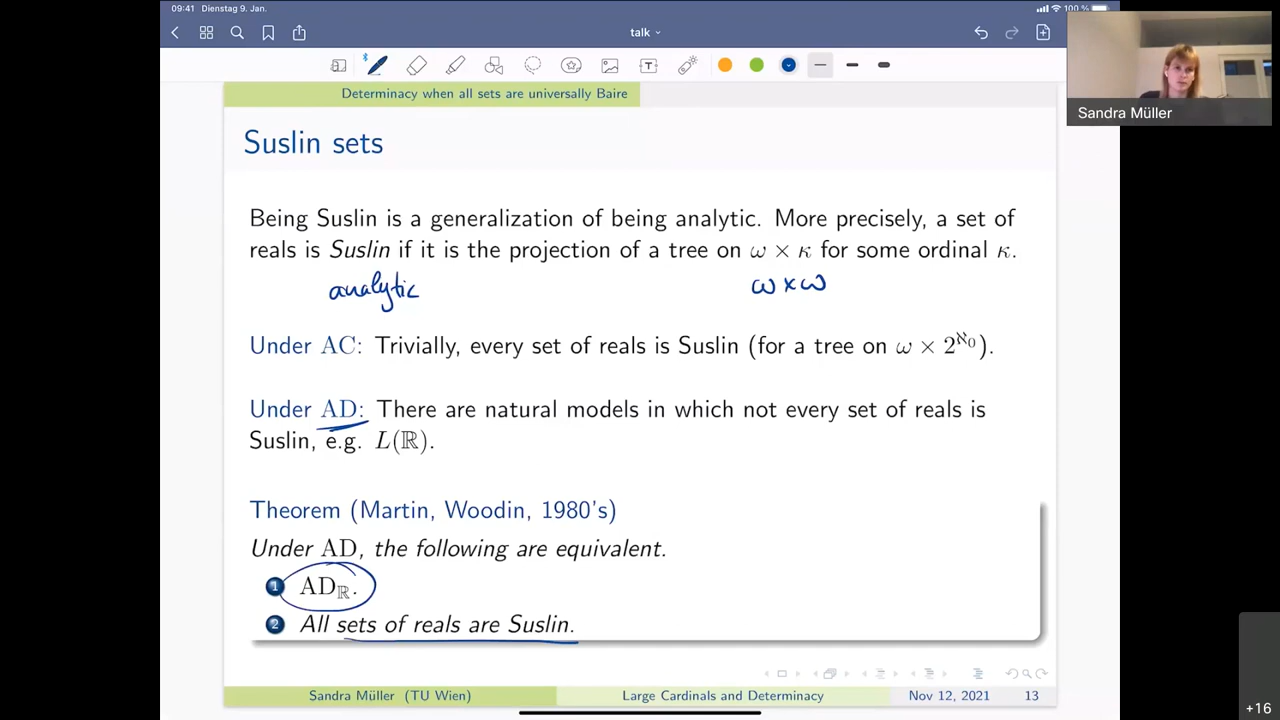 09:41 Dienstag 9. Jan.
100 %
talk
Sandra Müller
Determinacy when all sets are universally Baire
Suslin sets
Being Suslin is a generalization of being analytic. More precisely, a set of
reals is Suslin if it is the projection of a tree on ω × κ for some ordinal κ.
analytic ω × ω
Under AC: Trivially, every set of reals is Suslin (for a tree on ω × 2^ℵ₀).
Under AD: There are natural models in which not every set of reals is
Suslin, e.g. L(ℝ).
Theorem (Martin, Woodin, 1980's)
Under AD, the following are equivalent.
1 AD_ℝ.
2 All sets of reals are Suslin.
Sandra Müller (TU Wien) Large Cardinals and Determinacy Nov 12, 2021 13
+16